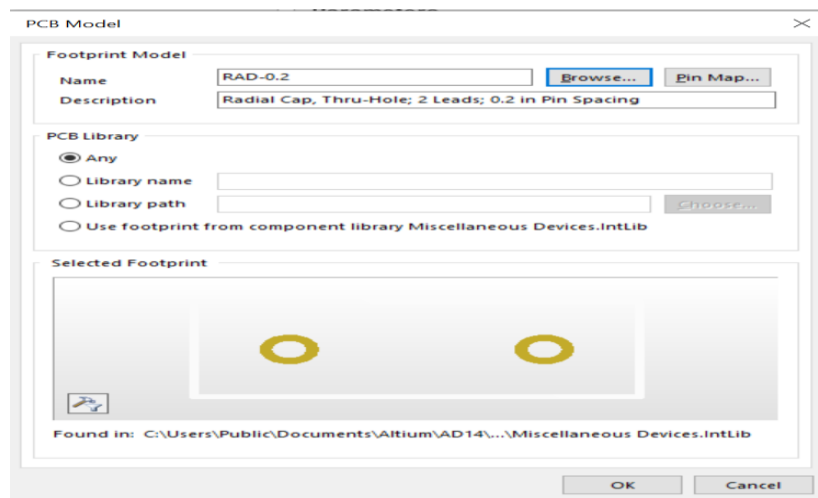 PCB Model
Footprint Model
Name RAD-0.2 Browse... Pin Map...
Description Radial Cap, Thru-Hole; 2 Leads; 0.2 in Pin Spacing
PCB Library
Any
Library name
Library path Choose...
Use footprint from component library Miscellaneous Devices.IntLib
Selected Footprint
Found in: C:\Users\Public\Documents\Altium\AD14\...\Miscellaneous Devices.IntLib
OK Cancel